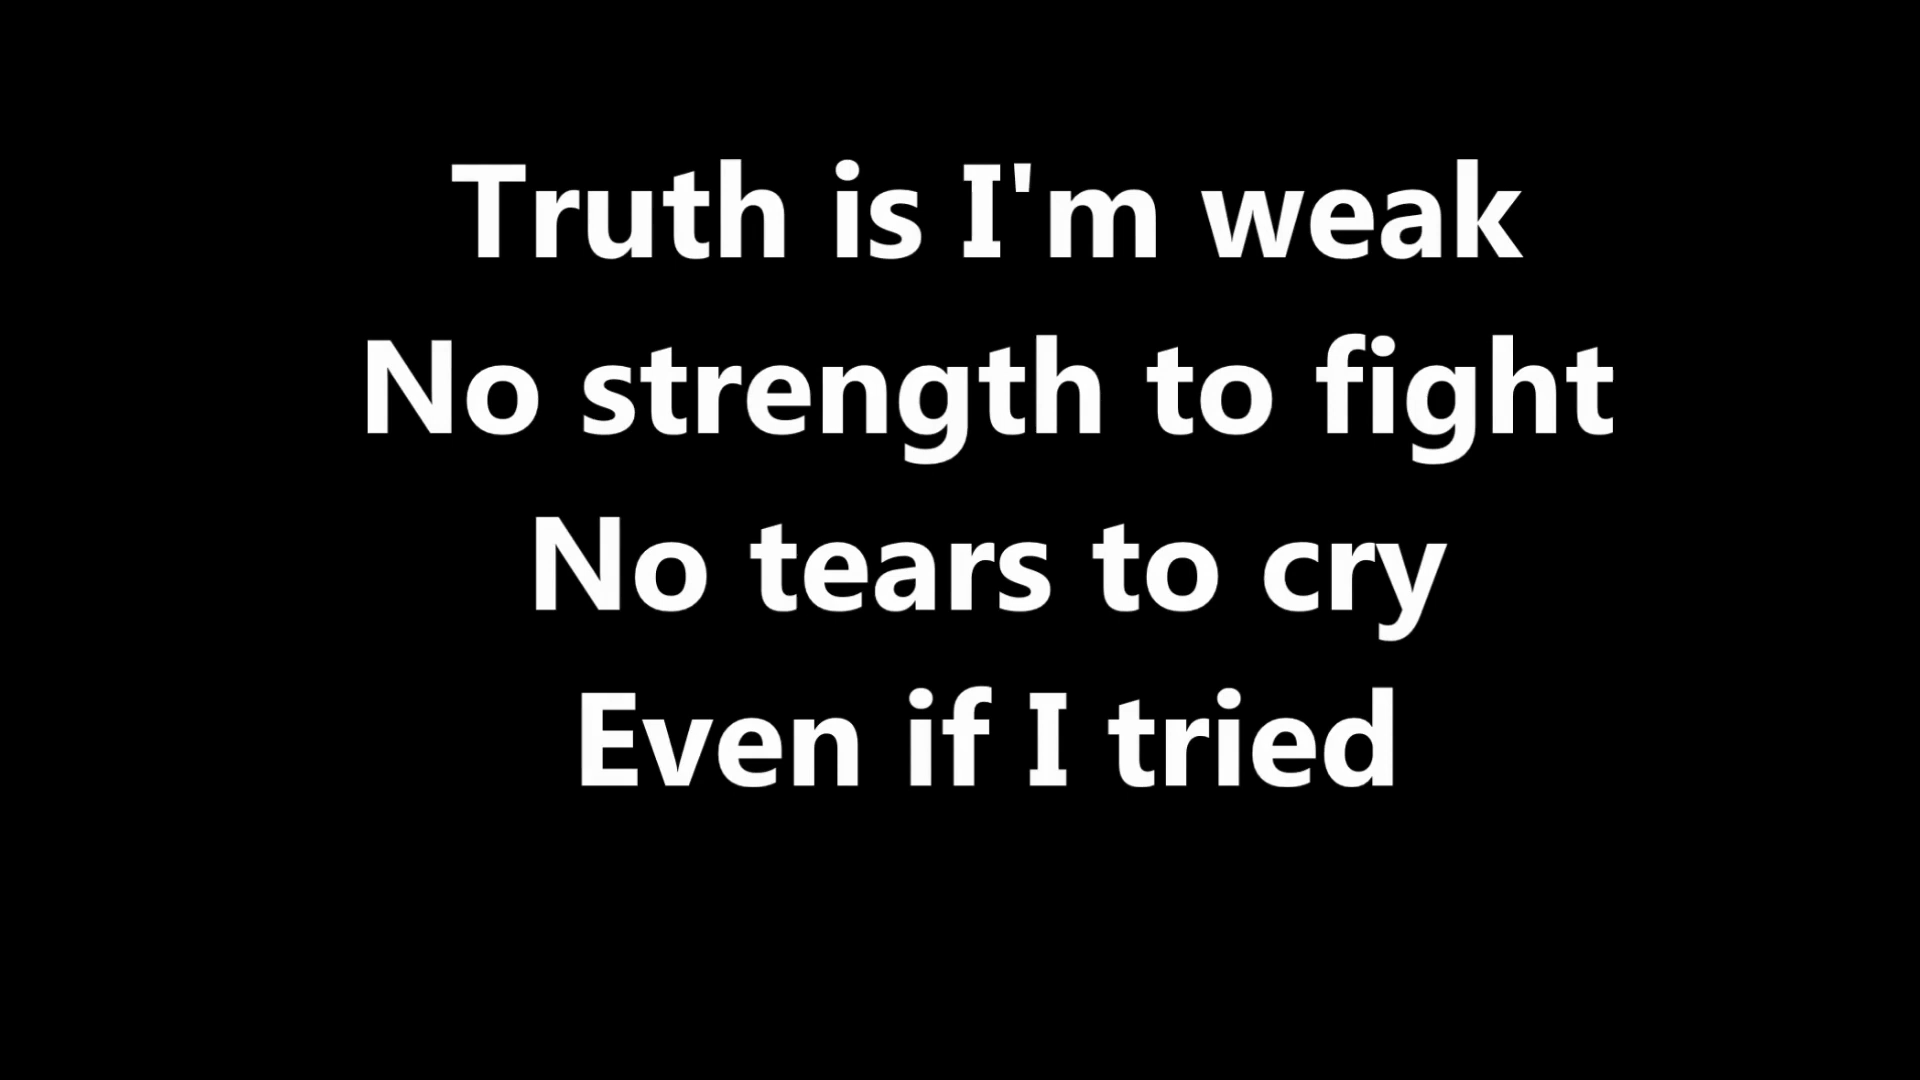 Truth is I'm weak
No strength to fight
No tears to cry
Even if I tried